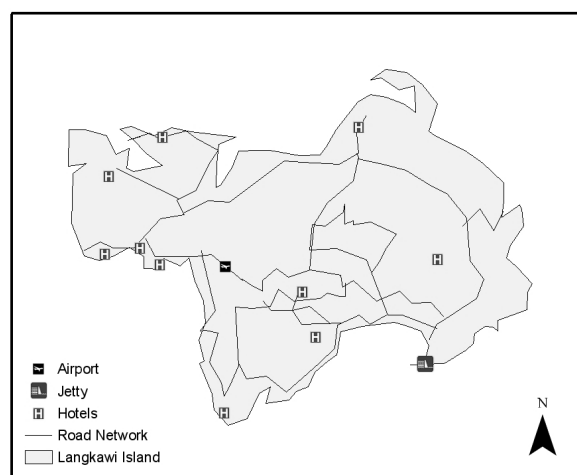 Airport
Jetty
Hotels
Road Network
Langkawi Island
N